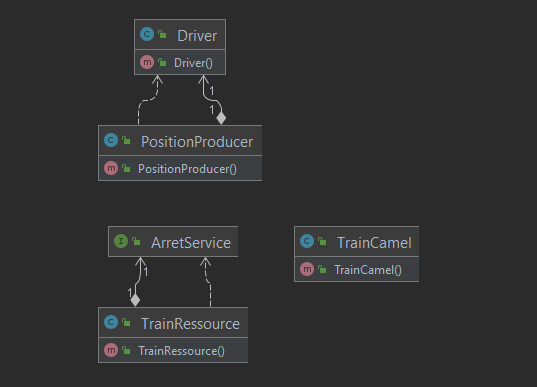 C Driver
m Driver()
1
1
C PositionProducer
m PositionProducer()
I ArretService
C TrainCamel
m TrainCamel()
1
1
C TrainRessource
m TrainRessource()